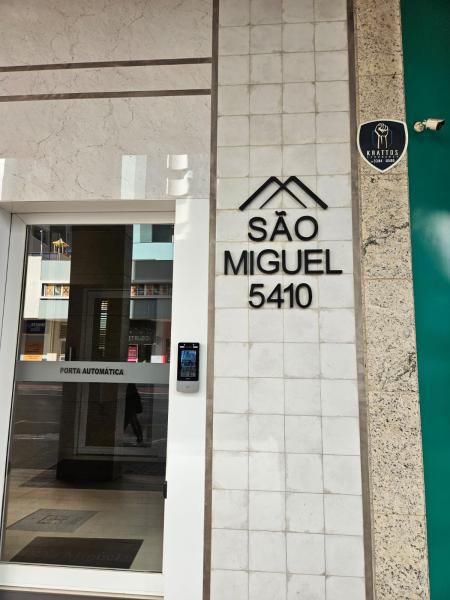 SÃO
MIGUEL
5410
KRATTOS
PORTA AUTOMÁTICA